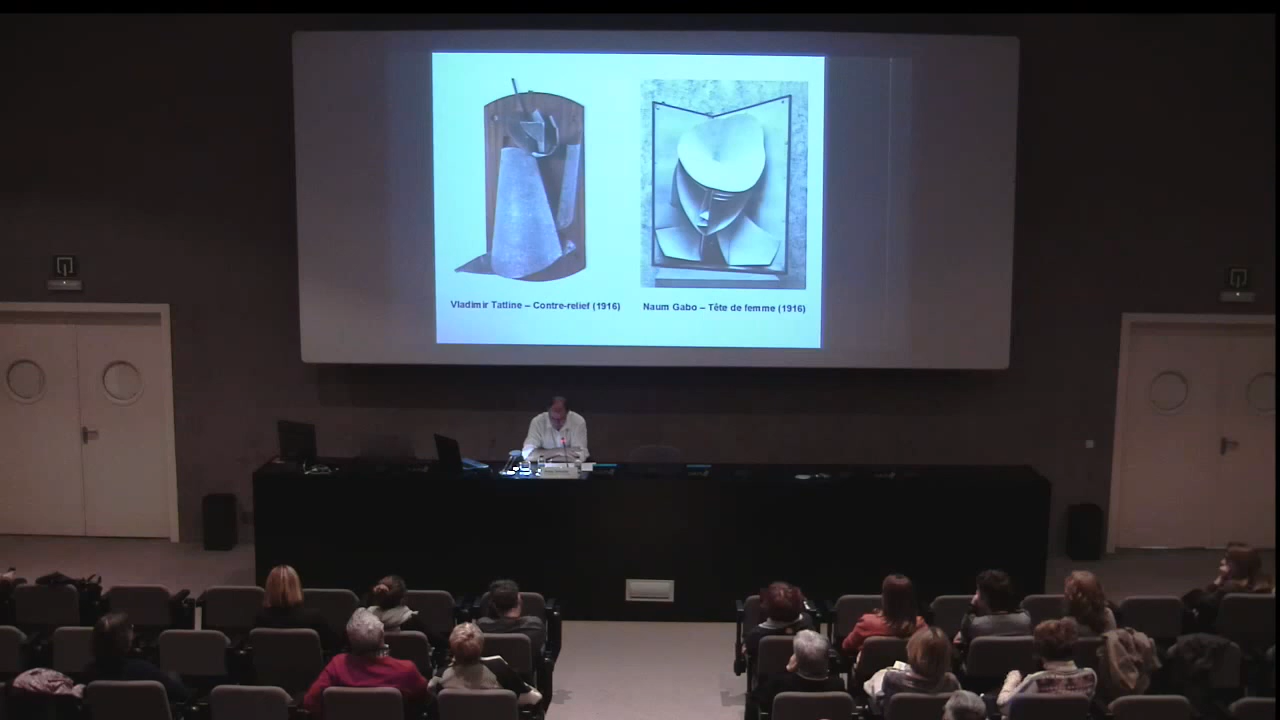 Vladimir Tatline – Contre-relief (1916)
Naum Gabo – Tête de femme (1916)